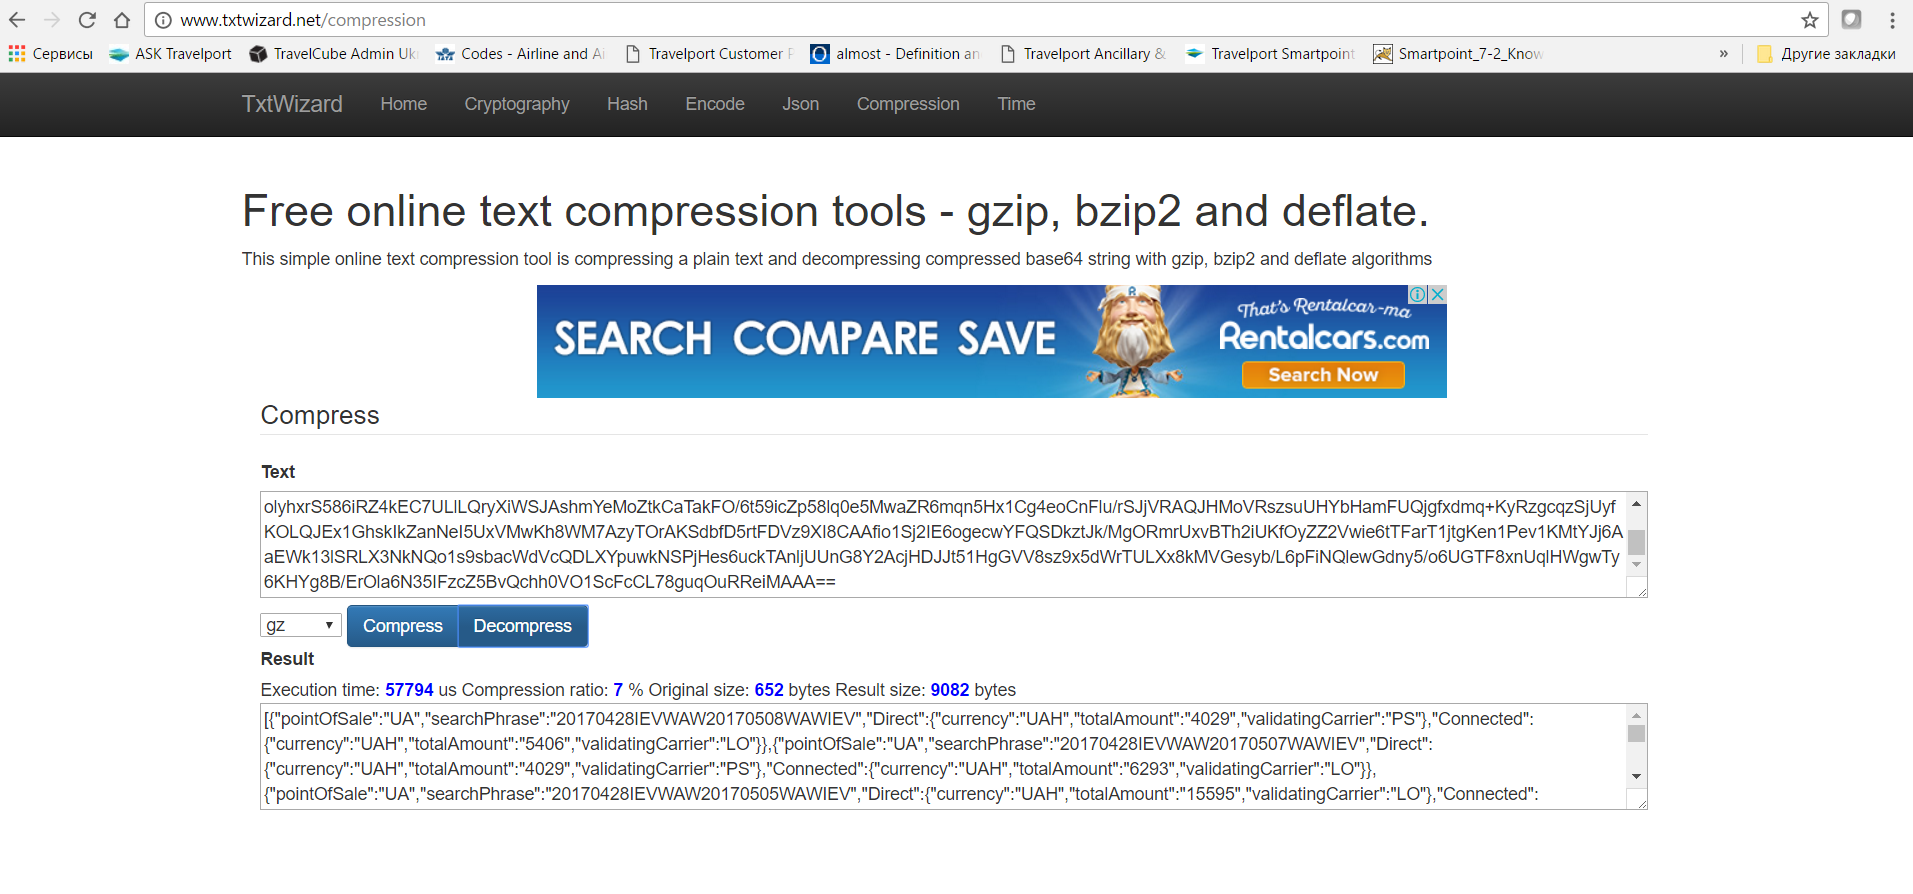 www.txtwizard.net/compression
Сервисы ASK Travelport TravelCube Admin Uk Codes - Airline and Ai Travelport Customer P almost - Definition an Travelport Ancillary & Travelport Smartpoint Smartpoint_7-2_Know » Другие закладки
TxtWizard Home Cryptography Hash Encode Json Compression Time
Free online text compression tools - gzip, bzip2 and deflate.
This simple online text compression tool is compressing a plain text and decompressing compressed base64 string with gzip, bzip2 and deflate algorithms
SEARCH COMPARE SAVE
That's Rentalcar-ma
Rentalcars.com
Search Now
Compress
Text
olyhxrS586iRZ4kEC7ULlLQryXiWSJAshmYeMoZtkCaTakFO/6t59icZp58lq0e5MwaZR6mqn5Hx1Cg4eoCnFlu/rSJjVRAQJHMoVRszsuUHYbHamFUQjgfxdmq+KyRzgcqzSjUyf
KOLQJEx1GhskIkZanNeI5UxVMwKh8WM7AzyTOrAKSdbfD5rtFDVz9XI8CAAfio1Sj2IE6ogecwYFQSDkztJk/MgORmrUxvBTh2iUKfOyZZ2Vwie6tTFarT1jtgKen1Pev1KMtYJj6A
aEWk13lSRLX3NkNQo1s9sbacWdVcQDLXYpuwkNSPjHes6uckTAnljUUnG8Y2AcjHDJJt51HgGVV8sz9x5dWrTULXx8kMVGesyb/L6pFiNQlewGdny5/o6UGTF8xnUqlHWgwTy
6KHYg8B/ErOla6N35IFzcZ5BvQchh0VO1ScFcCL78guqOuRReiMAAA==
gz Compress Decompress
Result
Execution time: 57794 us Compression ratio: 7 % Original size: 652 bytes Result size: 9082 bytes
[{"pointOfSale":"UA","searchPhrase":"20170428IEVWAW20170508WAWIEV","Direct":{"currency":"UAH","totalAmount":"4029","validatingCarrier":"PS"},"Connected":
{"currency":"UAH","totalAmount":"5406","validatingCarrier":"LO"}},{"pointOfSale":"UA","searchPhrase":"20170428IEVWAW20170507WAWIEV","Direct":
{"currency":"UAH","totalAmount":"4029","validatingCarrier":"PS"},"Connected":{"currency":"UAH","totalAmount":"6293","validatingCarrier":"LO"}},
{"pointOfSale":"UA","searchPhrase":"20170428IEVWAW20170505WAWIEV","Direct":{"currency":"UAH","totalAmount":"15595","validatingCarrier":"LO"},"Connected":